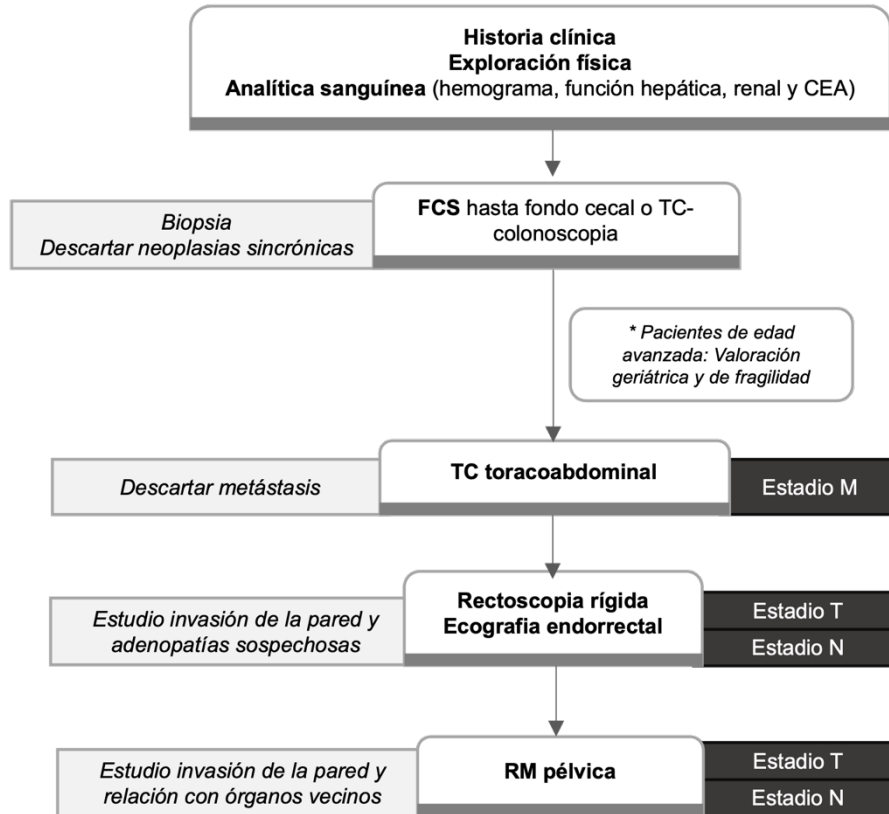 Historia clínica
Exploración física
Analítica sanguínea (hemograma, función hepática, renal y CEA)
Biopsia
Descartar neoplasias sincrónicas
FCS hasta fondo cecal o TC-
colonoscopia
* Pacientes de edad
avanzada: Valoración
geriátrica y de fragilidad
Descartar metástasis
TC toracoabdominal
Estadio M
Estudio invasión de la pared y
adenopatías sospechosas
Rectoscopia rígida
Ecografia endorrectal
Estadio T
Estadio N
Estudio invasión de la pared y
relación con órganos vecinos
RM pélvica
Estadio T
Estadio N